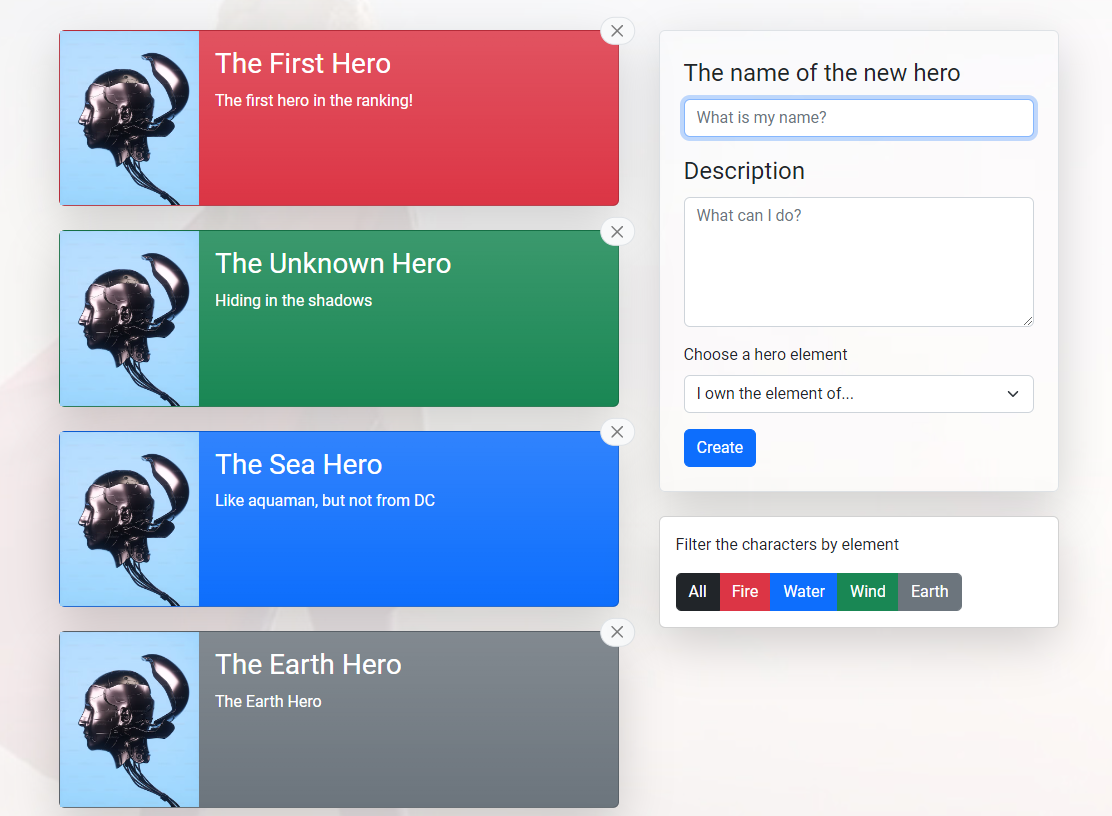 The First Hero
The first hero in the ranking!
The Unknown Hero
Hiding in the shadows
The Sea Hero
Like aquaman, but not from DC
The Earth Hero
The Earth Hero
The name of the new hero
What is my name?
Description
What can I do?
Choose a hero element
I own the element of...
Create
Filter the characters by element
All Fire Water Wind Earth